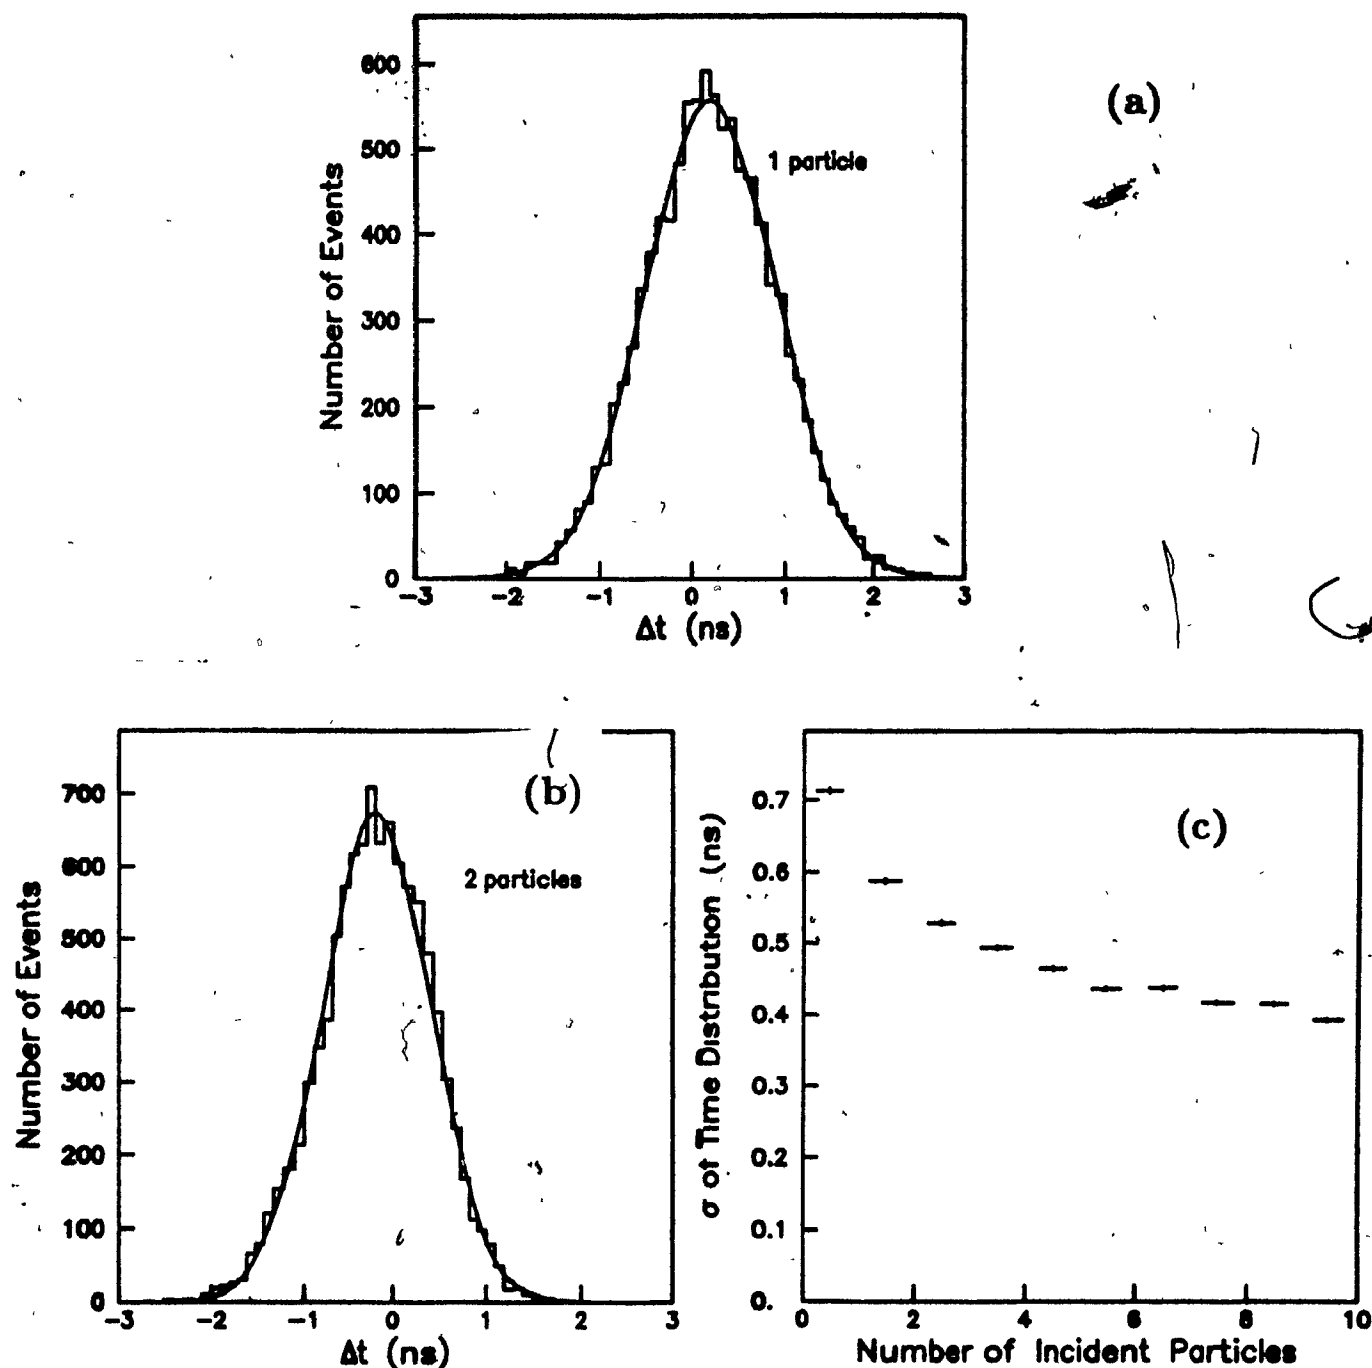 (a)
1 particle
Number of Events
600
500
400
300
200
100
0
−3 −2 −1 0 1 2 3
Δt (ns)
(b)
2 particles
Number of Events
700
600
500
400
300
200
100
0
−3 −2 −1 0 1 2 3
Δt (ns)
(c)
σ of Time Distribution (ns)
0.7
0.6
0.5
0.4
0.3
0.2
0.1
0.
0 2 4 6 8 10
Number of Incident Particles